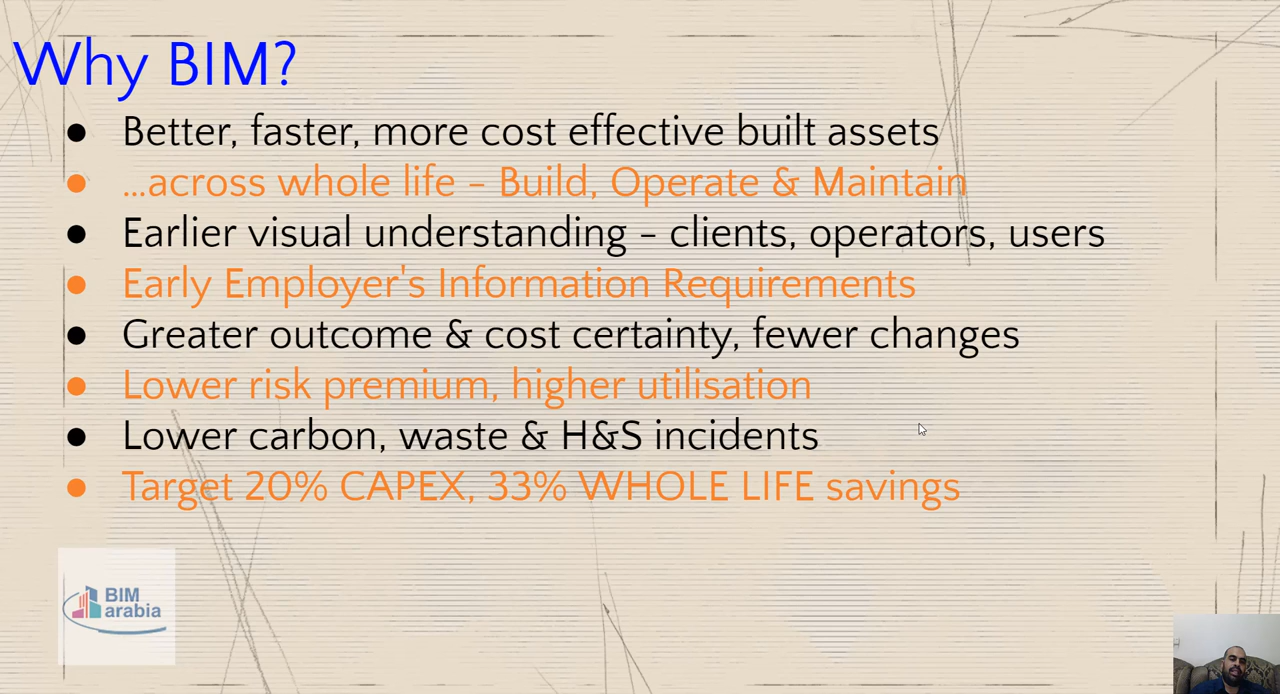 Why BIM?
● Better, faster, more cost effective built assets
● ...across whole life – Build, Operate & Maintain
● Earlier visual understanding – clients, operators, users
● Early Employer's Information Requirements
● Greater outcome & cost certainty, fewer changes
● Lower risk premium, higher utilisation
● Lower carbon, waste & H&S incidents
● Target 20% CAPEX, 33% WHOLE LIFE savings
BIM
arabia